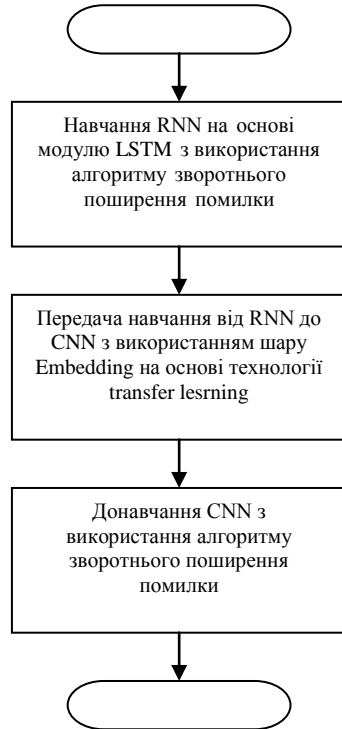 Навчання RNN на основі
модулю LSTM з використання
алгоритму зворотнього
поширення помилки
Передача навчання від RNN до
CNN з використанням шару
Embedding на основі технології
transfer lesrning
Донавчання CNN з
використання алгоритму
зворотнього поширення
помилки